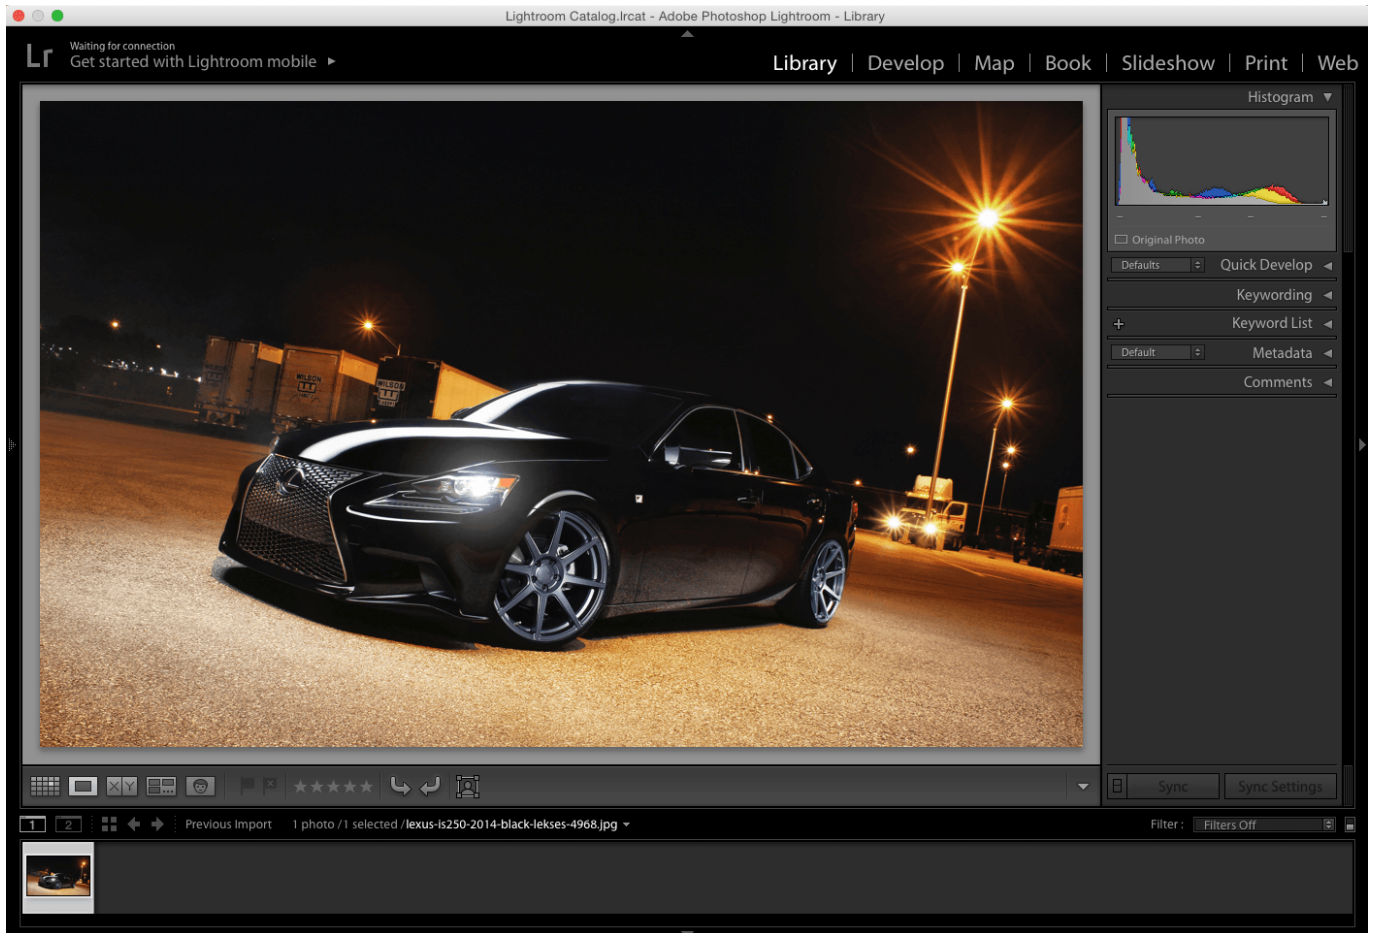 Lightroom Catalog.lrcat - Adobe Photoshop Lightroom - Library
Lr
Waiting for connection
Get started with Lightroom mobile
Library | Develop | Map | Book | Slideshow | Print | Web
Histogram
Original Photo
Defaults Quick Develop
Keywording
Keyword List
Default Metadata
Comments
WILSON
WILSON
X Y
Sync Sync Settings
1 2 Previous Import 1 photo /1 selected /lexus-is250-2014-black-lekses-4968.jpg
Filter : Filters Off